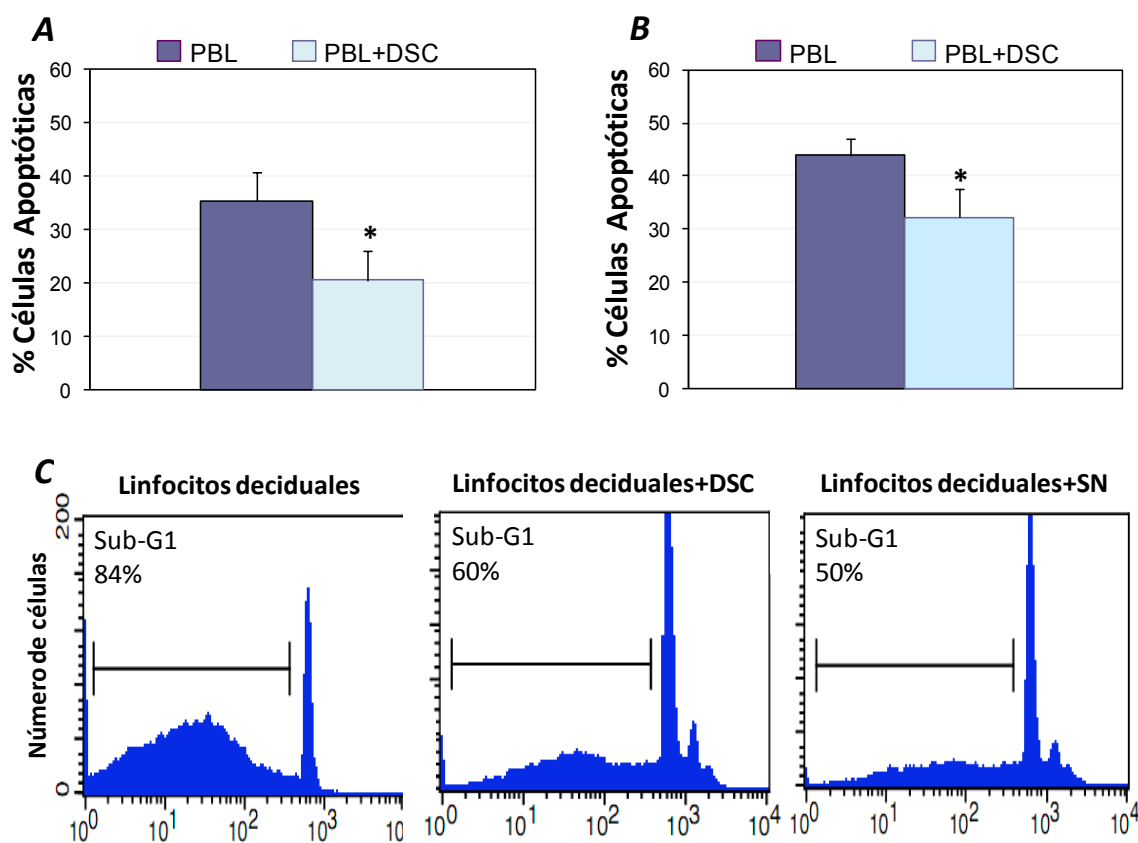 A
PBL PBL+DSC
% Células Apoptóticas
60
50
40
30
20
10
0
*
B
PBL PBL+DSC
% Células Apoptóticas
60
50
40
30
20
10
0
*
C
Linfocitos deciduales
Número de células
200
0
Sub-G1
84%
10⁰ 10¹ 10² 10³ 10
Linfocitos deciduales+DSC
Sub-G1
60%
10⁰ 10¹ 10² 10³ 10⁴
Linfocitos deciduales+SN
Sub-G1
50%
10⁰ 10¹ 10² 10³ 10⁴